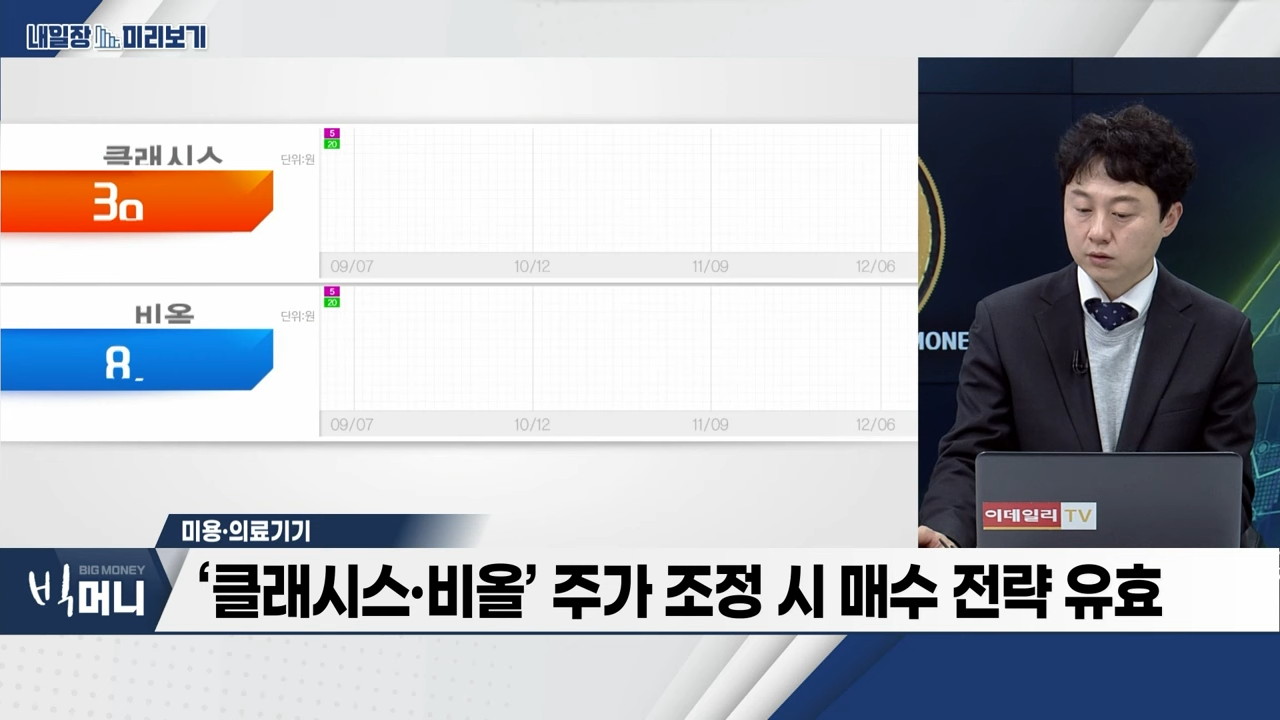 내일장 미리보기
클래시스
단위:원
5
20
09/07 10/12 11/09 12/06
비올
단위:원
5
20
09/07 10/12 11/09 12/06
이데일리 TV
미용·의료기기
BIG MONEY
빅머니
‘클래시스·비올’ 주가 조정 시 매수 전략 유효